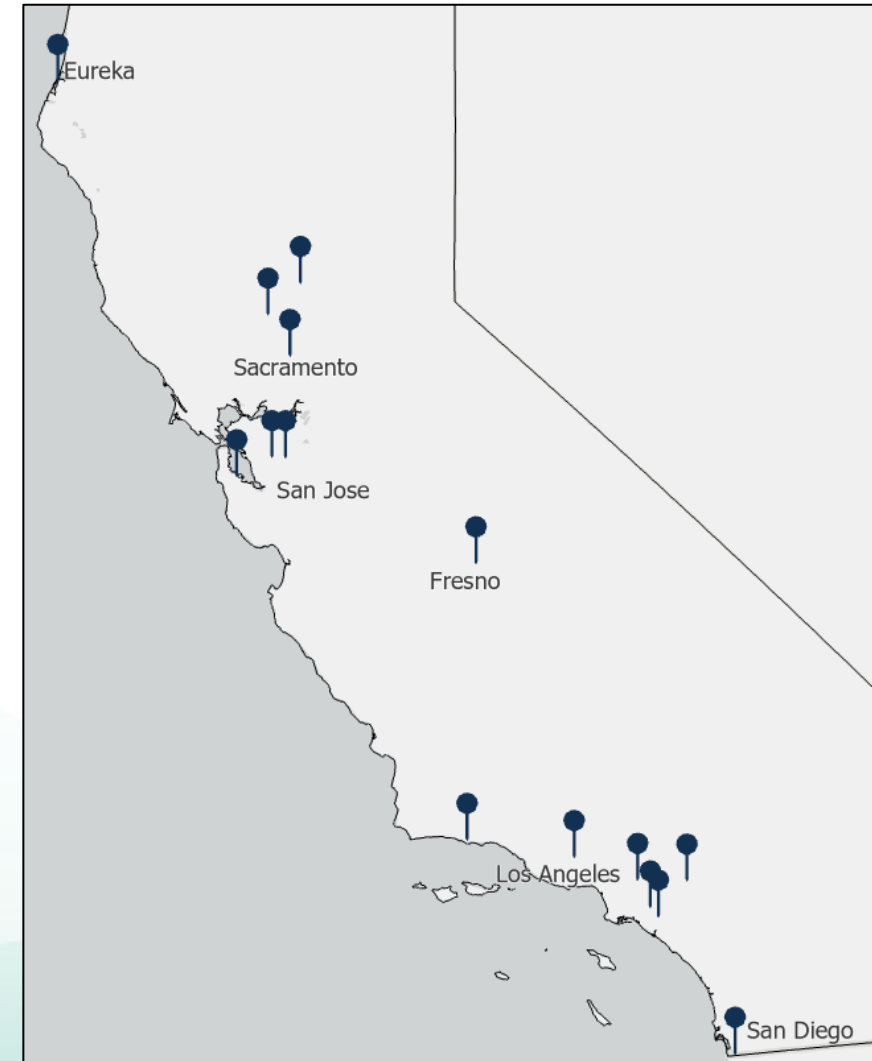 Eureka
Sacramento
San Jose
Fresno
Los Angeles
San Diego